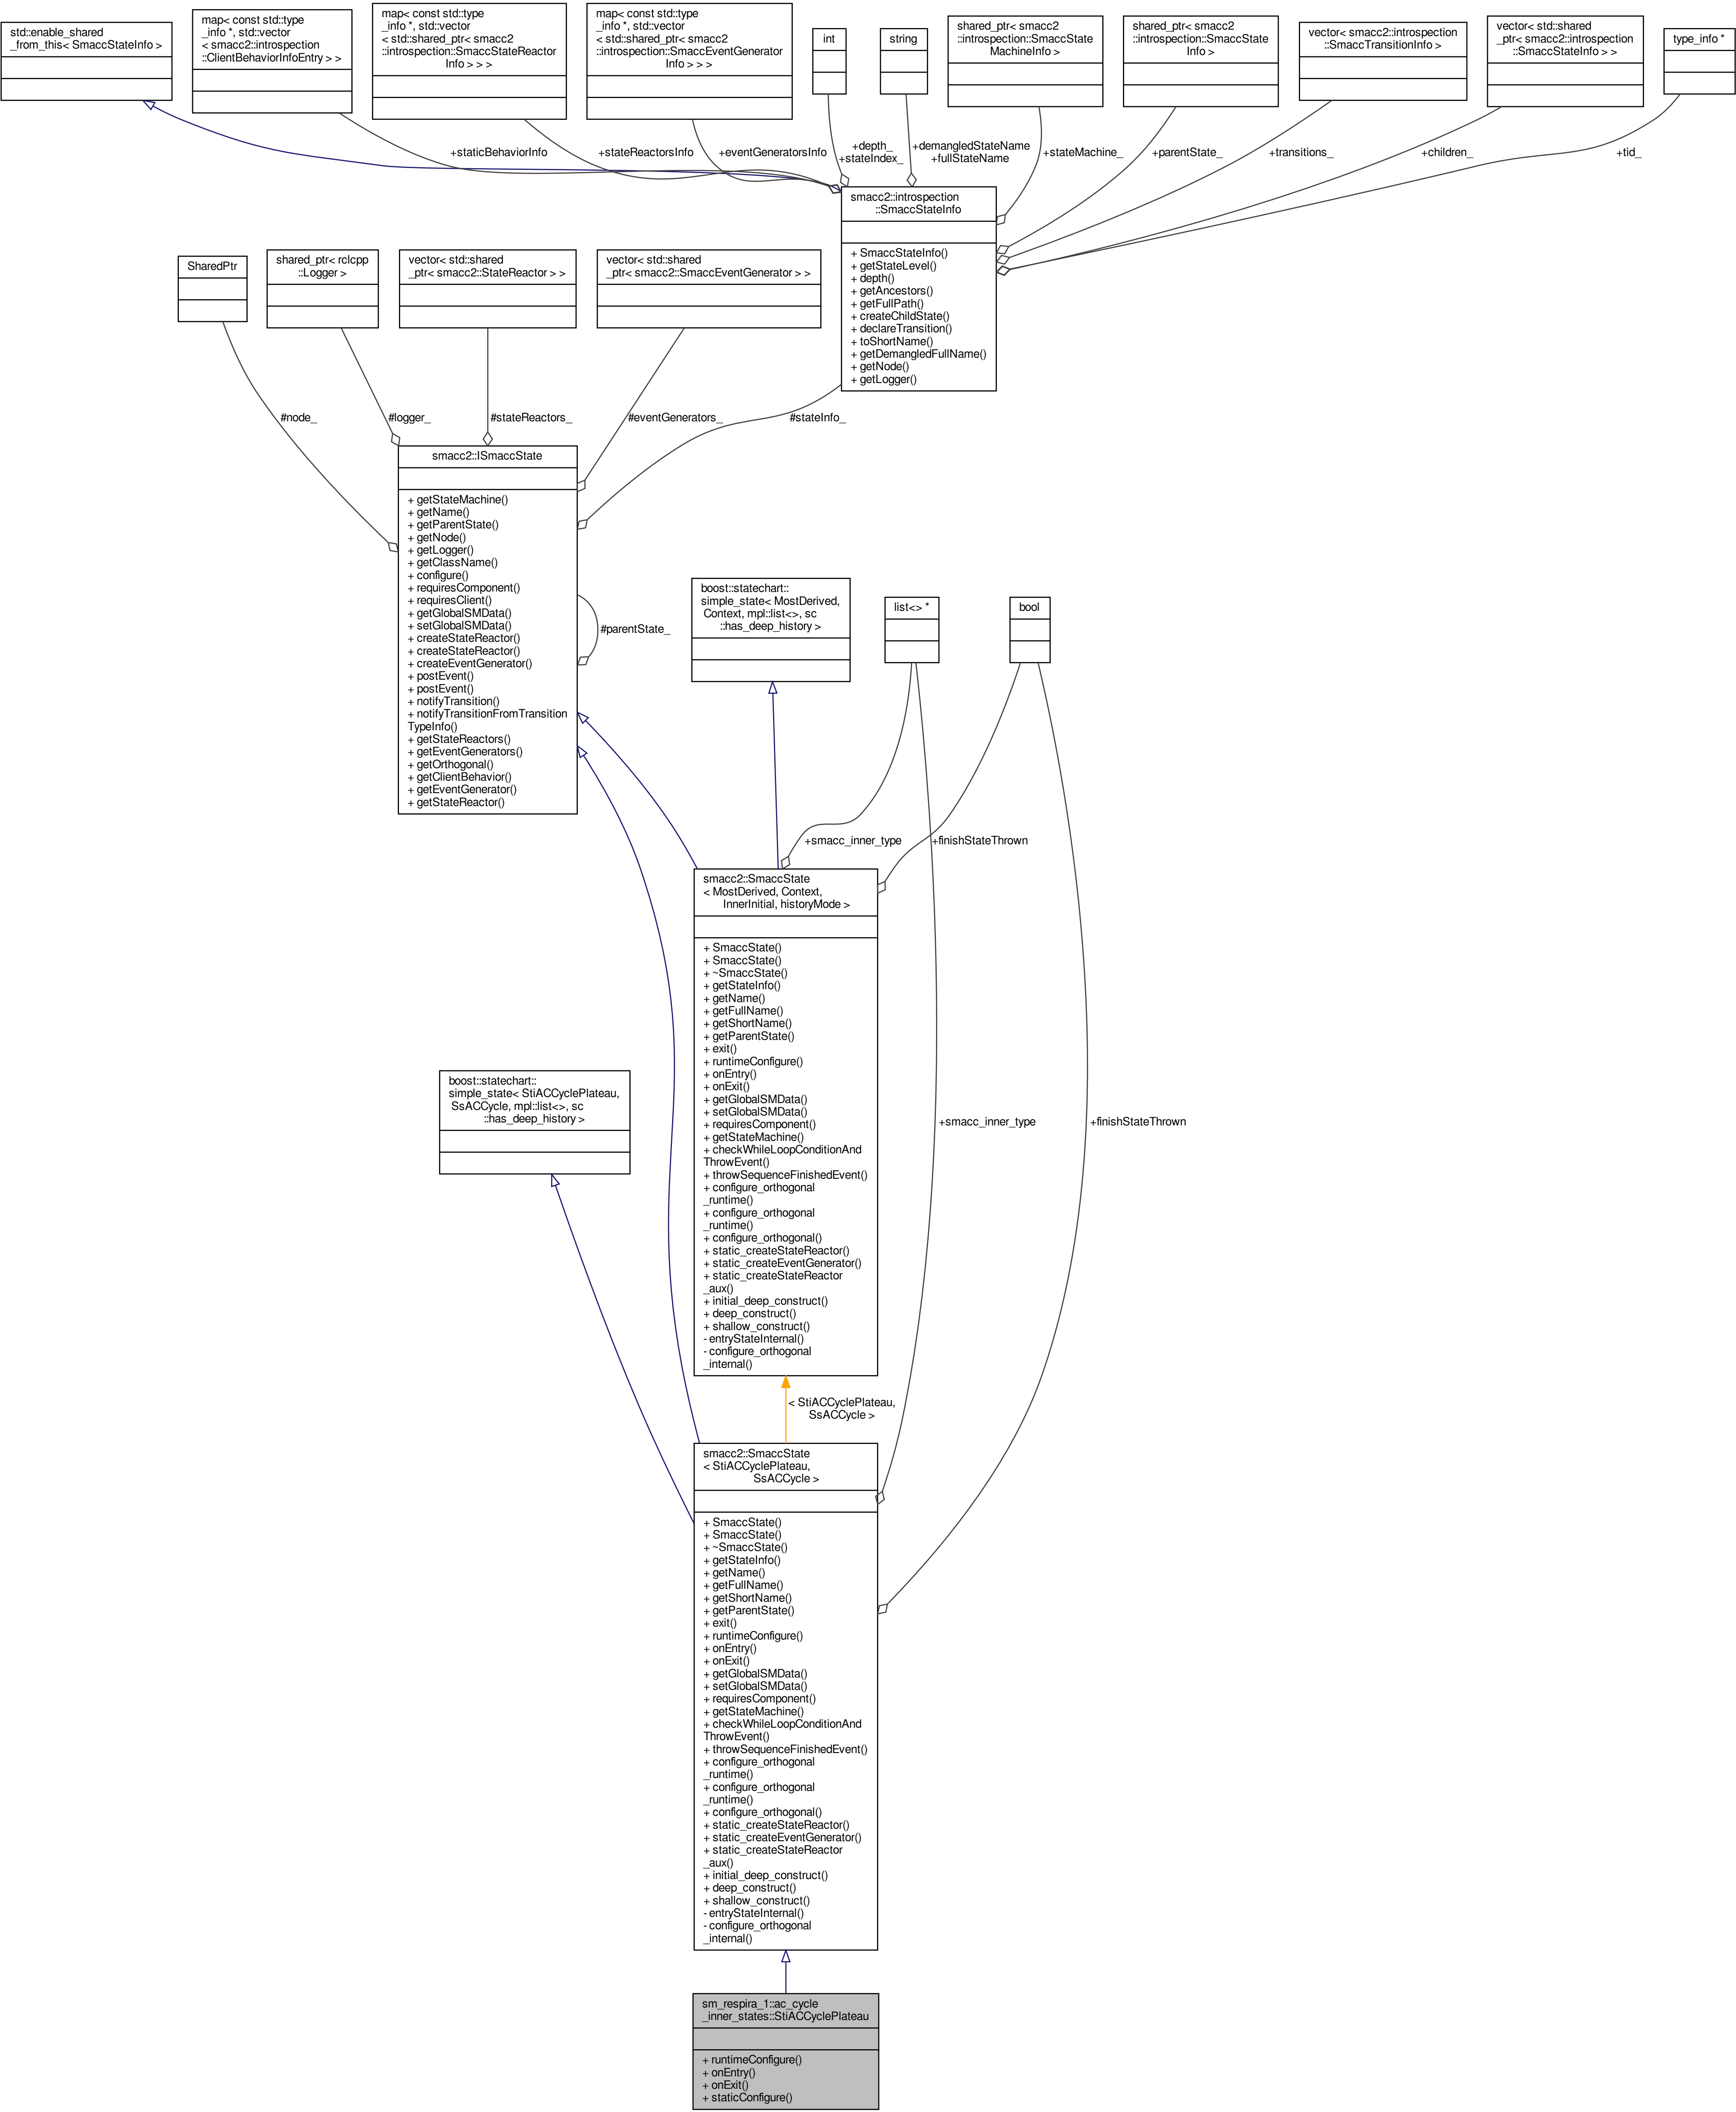 std::enable_shared
_from_this< SmaccStateInfo >
map< const std::type
_info *, std::vector
< smacc2::introspection
::ClientBehaviorInfoEntry > >
map< const std::type
_info *, std::vector
< std::shared_ptr< smacc2
::introspection::SmaccStateReactor
Info > > >
map< const std::type
_info *, std::vector
< std::shared_ptr< smacc2
::introspection::SmaccEventGenerator
Info > > >
int
string
shared_ptr< smacc2
::introspection::SmaccState
MachineInfo >
shared_ptr< smacc2
::introspection::SmaccState
Info >
vector< smacc2::introspection
::SmaccTransitionInfo >
vector< std::shared
_ptr< smacc2::introspection
::SmaccStateInfo > >
type_info *
+staticBehaviorInfo
+stateReactorsInfo
+eventGeneratorsInfo
+depth_
+stateIndex_
+demangledStateName
+fullStateName
+stateMachine_
+parentState_
+transitions_
+children_
+tid_
smacc2::introspection
::SmaccStateInfo
+ SmaccStateInfo()
+ getStateLevel()
+ depth()
+ getAncestors()
+ getFullPath()
+ createChildState()
+ declareTransition()
+ toShortName()
+ getDemangledFullName()
+ getNode()
+ getLogger()
SharedPtr
shared_ptr< rclcpp
::Logger >
vector< std::shared
_ptr< smacc2::StateReactor > >
vector< std::shared
_ptr< smacc2::SmaccEventGenerator > >
#node_
#logger_
#stateReactors_
#eventGenerators_
#stateInfo_
smacc2::ISmaccState
+ getStateMachine()
+ getName()
+ getParentState()
+ getNode()
+ getLogger()
+ getClassName()
+ configure()
+ requiresComponent()
+ requiresClient()
+ getGlobalSMData()
+ setGlobalSMData()
+ createStateReactor()
+ createStateReactor()
+ createEventGenerator()
+ postEvent()
+ postEvent()
+ notifyTransition()
+ notifyTransitionFromTransition
TypeInfo()
+ getStateReactors()
+ getEventGenerators()
+ getOrthogonal()
+ getClientBehavior()
+ getEventGenerator()
+ getStateReactor()
#parentState_
boost::statechart::
simple_state< MostDerived,
Context, mpl::list<>, sc
::has_deep_history >
list<> *
bool
+smacc_inner_type
+finishStateThrown
smacc2::SmaccState
< MostDerived, Context,
InnerInitial, historyMode >
+ SmaccState()
+ SmaccState()
+ ~SmaccState()
+ getStateInfo()
+ getName()
+ getFullName()
+ getShortName()
+ getParentState()
+ exit()
+ runtimeConfigure()
+ onEntry()
+ onExit()
+ getGlobalSMData()
+ setGlobalSMData()
+ requiresComponent()
+ getStateMachine()
+ checkWhileLoopConditionAnd
ThrowEvent()
+ throwSequenceFinishedEvent()
+ configure_orthogonal
_runtime()
+ configure_orthogonal
_runtime()
+ configure_orthogonal()
+ static_createStateReactor()
+ static_createEventGenerator()
+ static_createStateReactor
_aux()
+ initial_deep_construct()
+ deep_construct()
+ shallow_construct()
- entryStateInternal()
- configure_orthogonal
_internal()
boost::statechart::
simple_state< StiACCyclePlateau,
SsACCycle, mpl::list<>, sc
::has_deep_history >
+smacc_inner_type
+finishStateThrown
< StiACCyclePlateau,
SsACCycle >
smacc2::SmaccState
< StiACCyclePlateau,
SsACCycle >
+ SmaccState()
+ SmaccState()
+ ~SmaccState()
+ getStateInfo()
+ getName()
+ getFullName()
+ getShortName()
+ getParentState()
+ exit()
+ runtimeConfigure()
+ onEntry()
+ onExit()
+ getGlobalSMData()
+ setGlobalSMData()
+ requiresComponent()
+ getStateMachine()
+ checkWhileLoopConditionAnd
ThrowEvent()
+ throwSequenceFinishedEvent()
+ configure_orthogonal
_runtime()
+ configure_orthogonal
_runtime()
+ configure_orthogonal()
+ static_createStateReactor()
+ static_createEventGenerator()
+ static_createStateReactor
_aux()
+ initial_deep_construct()
+ deep_construct()
+ shallow_construct()
- entryStateInternal()
- configure_orthogonal
_internal()
sm_respira_1::ac_cycle
_inner_states::StiACCyclePlateau
+ runtimeConfigure()
+ onEntry()
+ onExit()
+ staticConfigure()